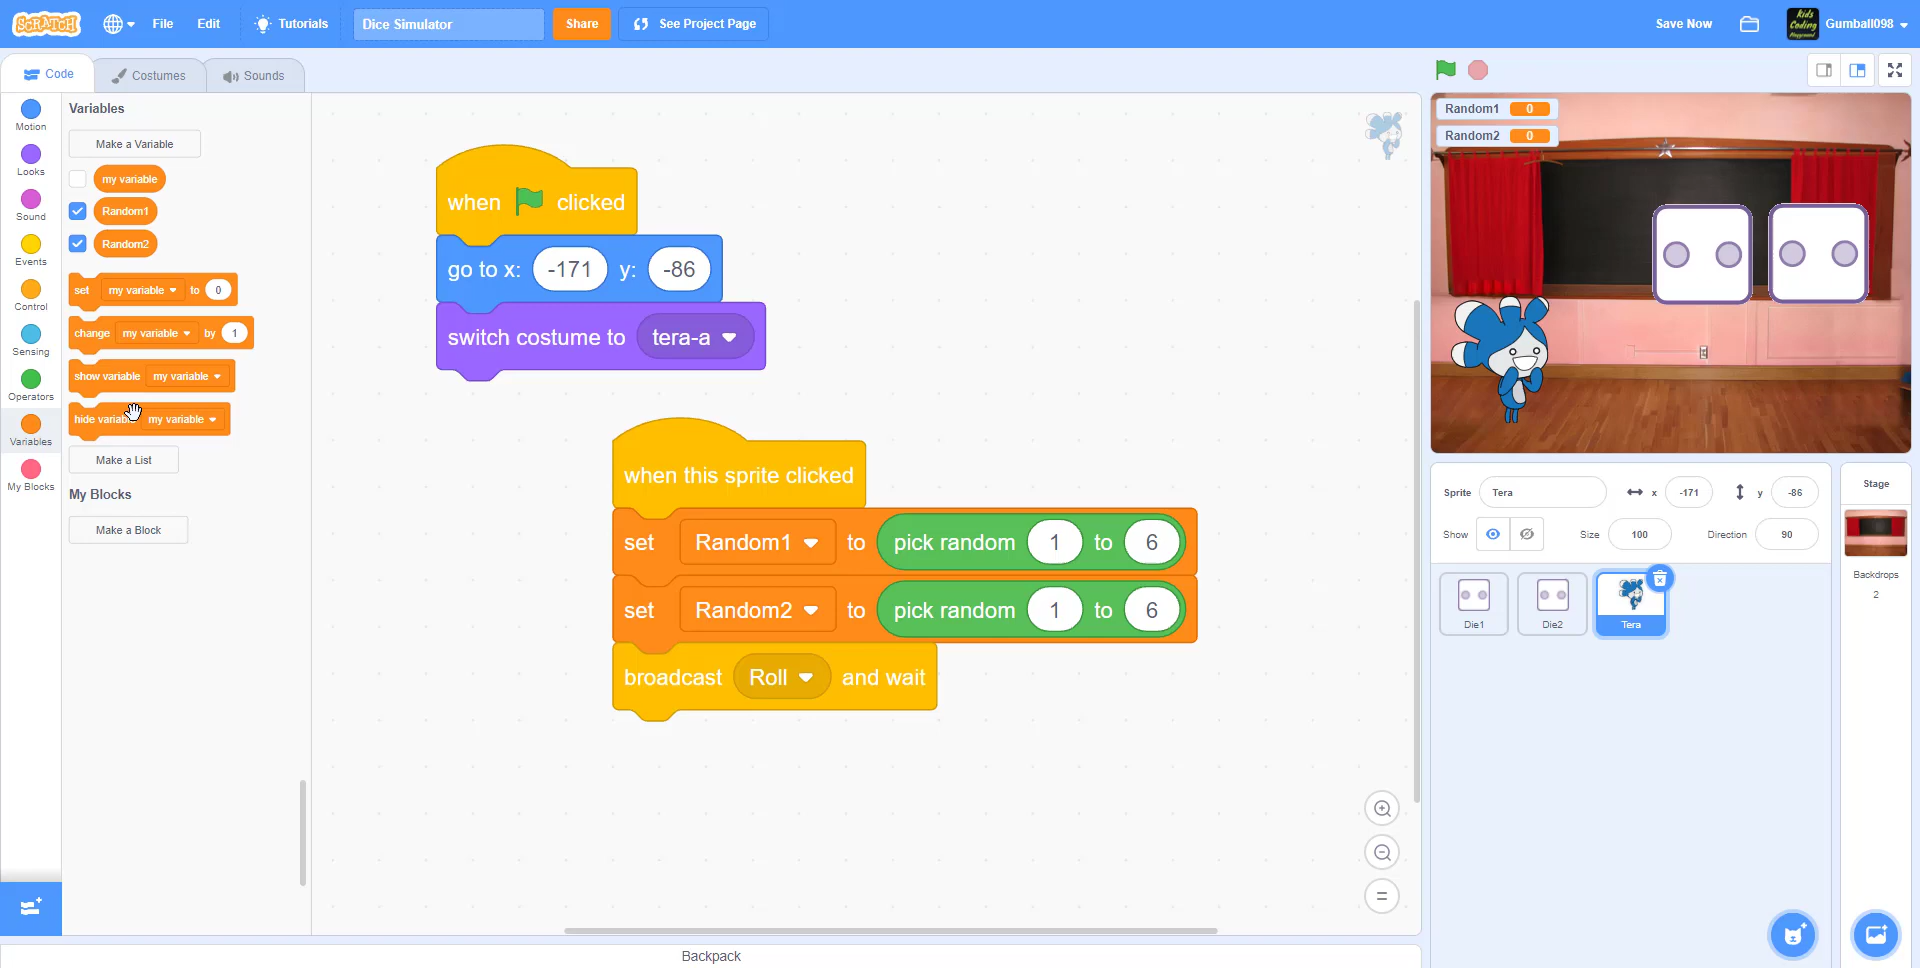 SCRATCH File Edit Tutorials Dice Simulator Share See Project Page Save Now Kids Coding Playground Gumball098
Code Costumes Sounds
Motion
Looks
Sound
Events
Control
Sensing
Operators
Variables
My Blocks
Variables
Make a Variable
my variable
Random1
Random2
set my variable to 0
change my variable by 1
show variable my variable
hide variab my variable
Make a List
My Blocks
Make a Block
when clicked
go to x: -171 y: -86
switch costume to tera-a
when this sprite clicked
set Random1 to pick random 1 to 6
set Random2 to pick random 1 to 6
broadcast Roll and wait
Backpack
Random1 0
Random2 0
Sprite Tera x -171 y -86
Show Size 100 Direction 90
Die1 Die2 Tera
Stage
Backdrops
2